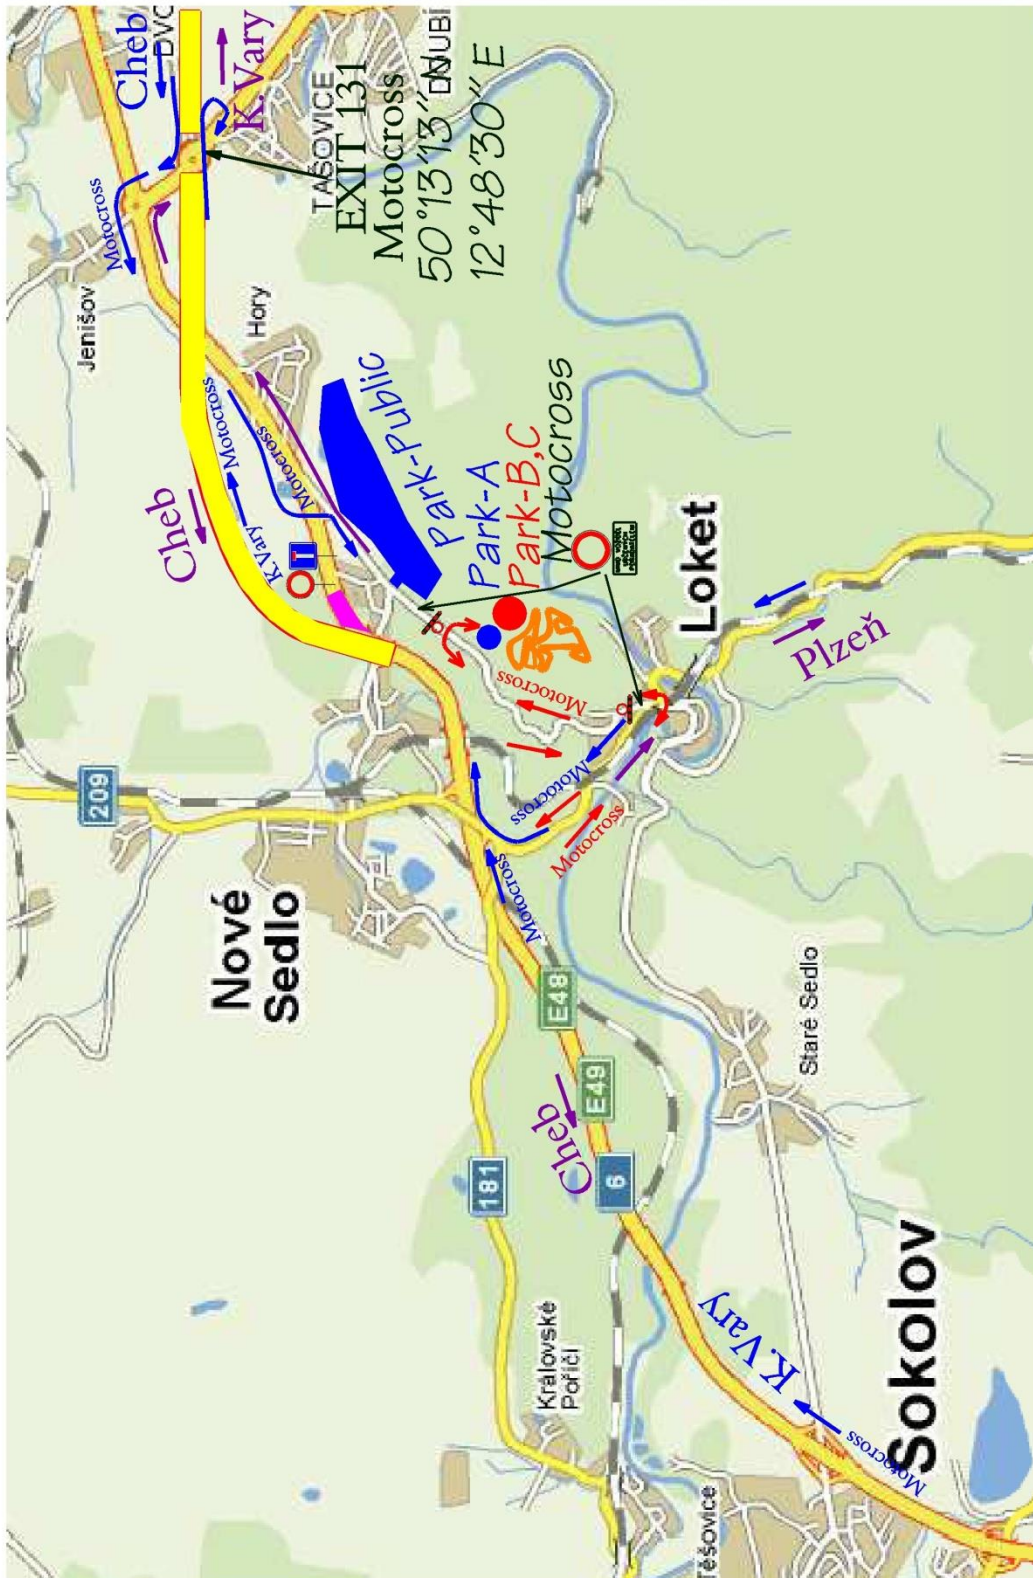 Cheb
DVO
K.Vary
Motocross
Jenišov
TAŠOVICE
EXIT 131
Motocross
50°13'13"N
12°48'30"E
DOUBÍ
Hory
Cheb
Motocross
K.Vary
Motocross
Park-Public
Park-A
Park-B,C
Motocross
Loket
Plzeň
Motocross
Motocross
Motocross
Motocross
209
Nové
Sedlo
E48
E49
Cheb
6
181
Staré Sedlo
Královské
Poříčí
K.Vary
Motocross
Sokolov
Těšovice